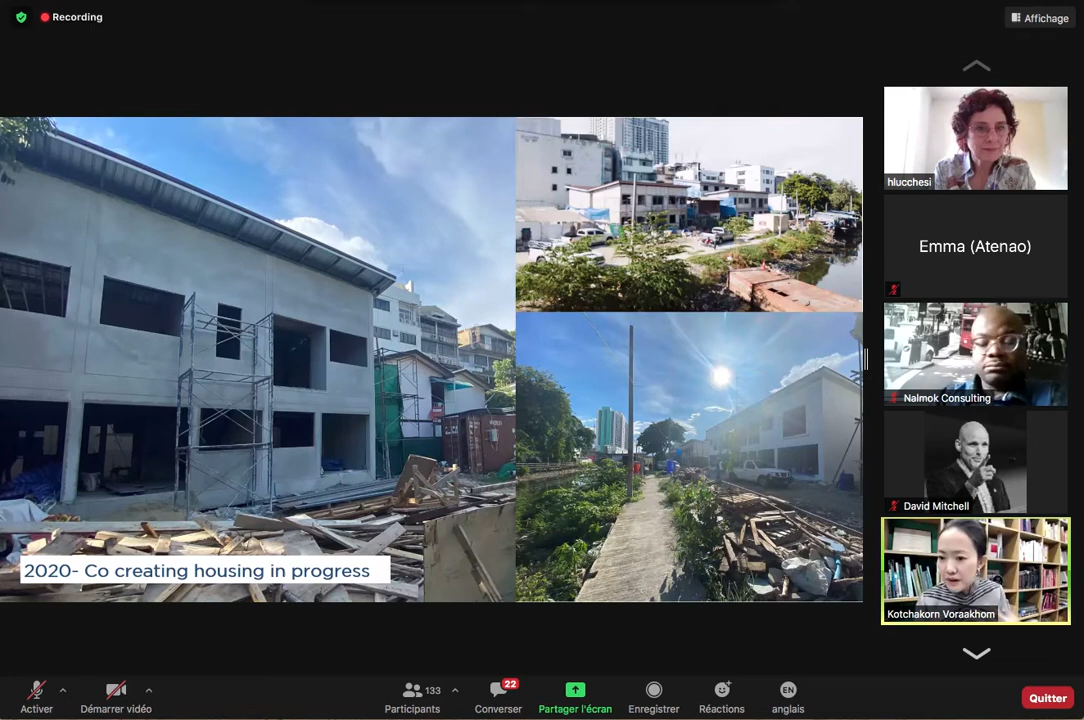 Recording
Affichage
hlucchesi
Emma (Atenao)
Nalmok Consulting
David Mitchell
Kotchakorn Voraakhom
2020- Co creating housing in progress
Activer
Démarrer vidéo
133
Participants
22
Converser
Partager l'écran
Enregistrer
Réactions
EN
anglais
Quitter